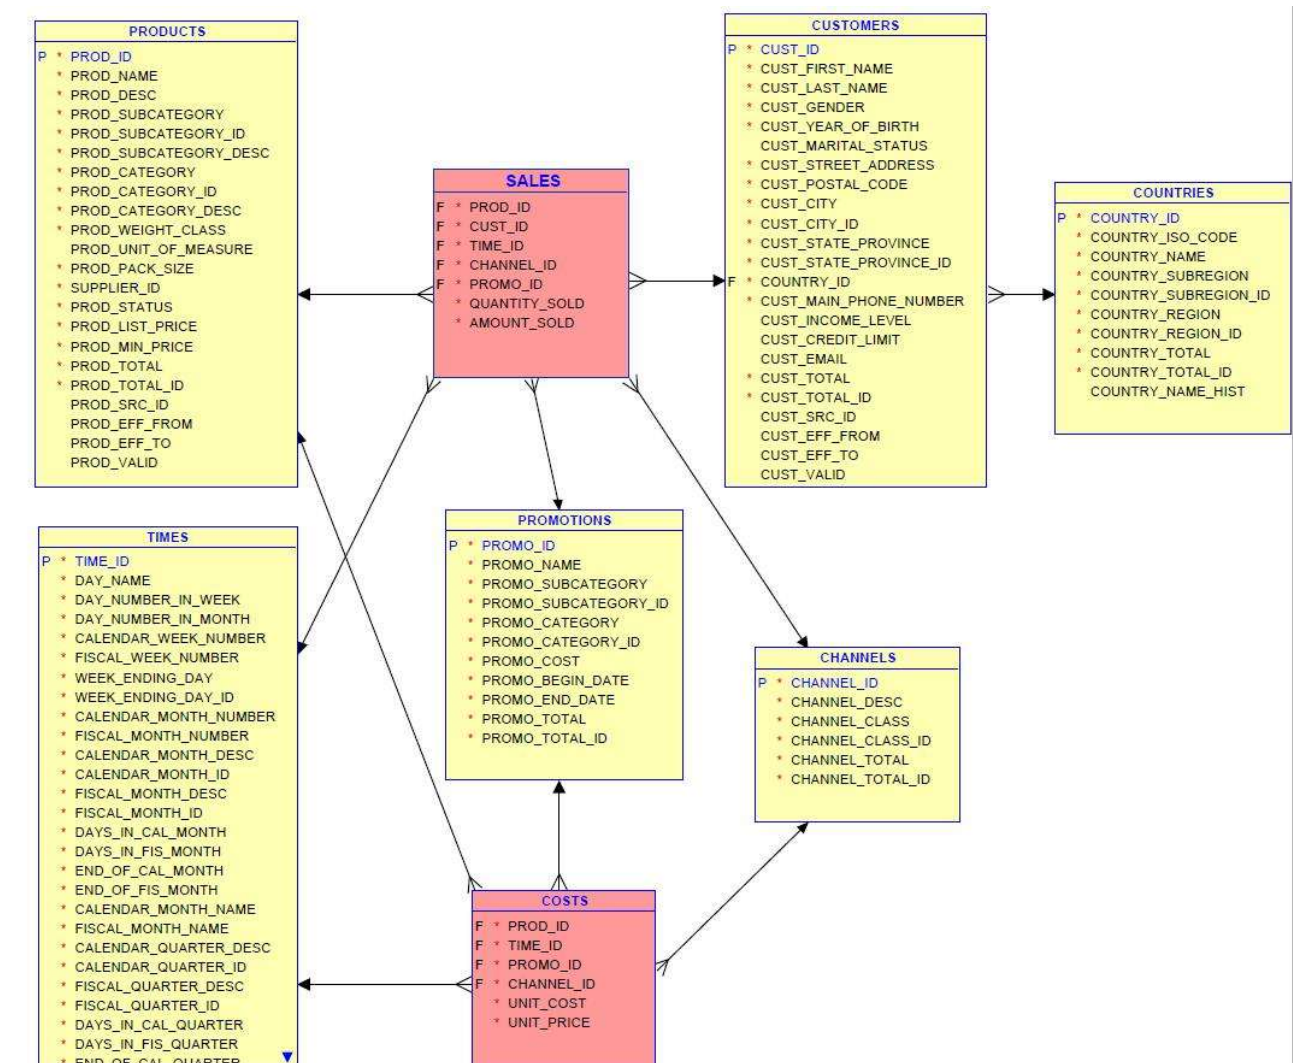 PRODUCTS
P * PROD_ID
* PROD_NAME
* PROD_DESC
* PROD_SUBCATEGORY
* PROD_SUBCATEGORY_ID
* PROD_SUBCATEGORY_DESC
* PROD_CATEGORY
* PROD_CATEGORY_ID
* PROD_CATEGORY_DESC
* PROD_WEIGHT_CLASS
PROD_UNIT_OF_MEASURE
* PROD_PACK_SIZE
* SUPPLIER_ID
* PROD_STATUS
* PROD_LIST_PRICE
* PROD_MIN_PRICE
* PROD_TOTAL
* PROD_TOTAL_ID
PROD_SRC_ID
PROD_EFF_FROM
PROD_EFF_TO
PROD_VALID
SALES
F * PROD_ID
F * CUST_ID
F * TIME_ID
F * CHANNEL_ID
F * PROMO_ID
* QUANTITY_SOLD
* AMOUNT_SOLD
CUSTOMERS
P * CUST_ID
* CUST_FIRST_NAME
* CUST_LAST_NAME
* CUST_GENDER
* CUST_YEAR_OF_BIRTH
CUST_MARITAL_STATUS
* CUST_STREET_ADDRESS
* CUST_POSTAL_CODE
* CUST_CITY
* CUST_CITY_ID
* CUST_STATE_PROVINCE
* CUST_STATE_PROVINCE_ID
F * COUNTRY_ID
* CUST_MAIN_PHONE_NUMBER
CUST_INCOME_LEVEL
CUST_CREDIT_LIMIT
CUST_EMAIL
* CUST_TOTAL
* CUST_TOTAL_ID
CUST_SRC_ID
CUST_EFF_FROM
CUST_EFF_TO
CUST_VALID
COUNTRIES
P * COUNTRY_ID
* COUNTRY_ISO_CODE
* COUNTRY_NAME
* COUNTRY_SUBREGION
* COUNTRY_SUBREGION_ID
* COUNTRY_REGION
* COUNTRY_REGION_ID
* COUNTRY_TOTAL
* COUNTRY_TOTAL_ID
COUNTRY_NAME_HIST
TIMES
P * TIME_ID
* DAY_NAME
* DAY_NUMBER_IN_WEEK
* DAY_NUMBER_IN_MONTH
* CALENDAR_WEEK_NUMBER
* FISCAL_WEEK_NUMBER
* WEEK_ENDING_DAY
* WEEK_ENDING_DAY_ID
* CALENDAR_MONTH_NUMBER
* FISCAL_MONTH_NUMBER
* CALENDAR_MONTH_DESC
* CALENDAR_MONTH_ID
* FISCAL_MONTH_DESC
* FISCAL_MONTH_ID
* DAYS_IN_CAL_MONTH
* DAYS_IN_FIS_MONTH
* END_OF_CAL_MONTH
* END_OF_FIS_MONTH
* CALENDAR_MONTH_NAME
* FISCAL_MONTH_NAME
* CALENDAR_QUARTER_DESC
* CALENDAR_QUARTER_ID
* FISCAL_QUARTER_DESC
* FISCAL_QUARTER_ID
* DAYS_IN_CAL_QUARTER
* DAYS_IN_FIS_QUARTER
* END_OF_CAL_QUARTER
PROMOTIONS
P * PROMO_ID
* PROMO_NAME
* PROMO_SUBCATEGORY
* PROMO_SUBCATEGORY_ID
* PROMO_CATEGORY
* PROMO_CATEGORY_ID
* PROMO_COST
* PROMO_BEGIN_DATE
* PROMO_END_DATE
* PROMO_TOTAL
* PROMO_TOTAL_ID
CHANNELS
P * CHANNEL_ID
* CHANNEL_DESC
* CHANNEL_CLASS
* CHANNEL_CLASS_ID
* CHANNEL_TOTAL
* CHANNEL_TOTAL_ID
COSTS
F * PROD_ID
F * TIME_ID
F * PROMO_ID
F * CHANNEL_ID
* UNIT_COST
* UNIT_PRICE